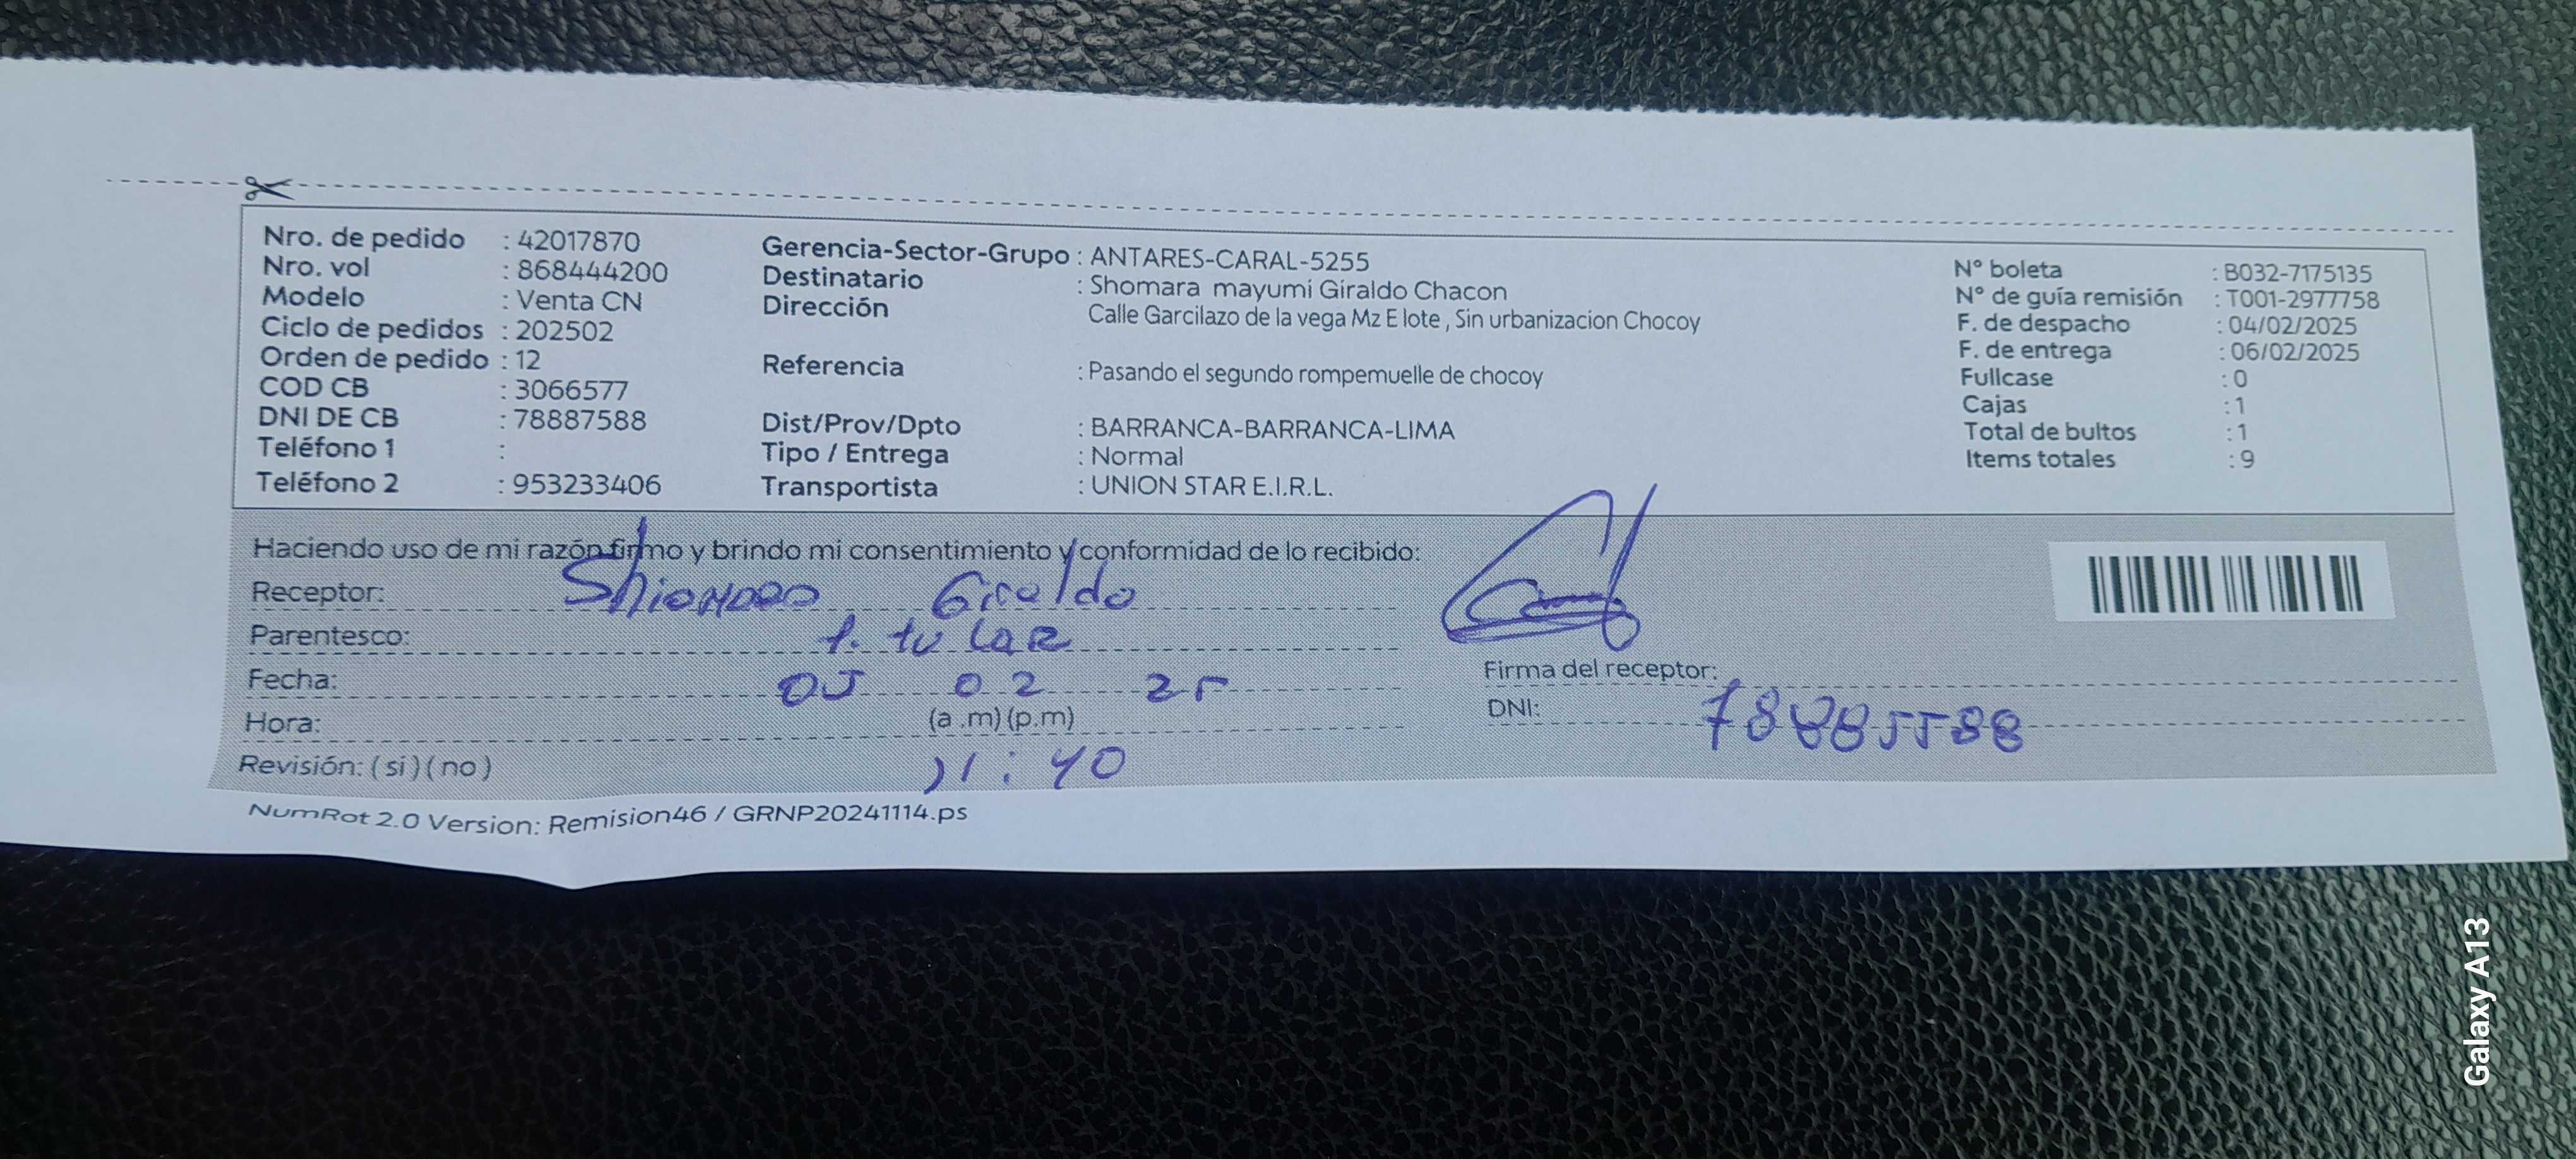 Nro. de pedido : 42017870
Nro. vol : 868444200
Modelo : Venta CN
Ciclo de pedidos : 202502
Orden de pedido : 12
COD CB : 3066577
DNI DE CB : 78887588
Teléfono 1 :
Teléfono 2 : 953233406
Gerencia-Sector-Grupo : ANTARES-CARAL-5255
Destinatario : Shomara mayumi Giraldo Chacon
Dirección
Calle Garcilazo de la vega Mz E lote , Sin urbanizacion Chocoy
Referencia : Pasando el segundo rompemuelle de chocoy
Dist/Prov/Dpto : BARRANCA-BARRANCA-LIMA
Tipo / Entrega : Normal
Transportista : UNION STAR E.I.R.L.
N° boleta : B032-7175135
N° de guía remisión : T001-2977758
F. de despacho : 04/02/2025
F. de entrega : 06/02/2025
Fullcase : 0
Cajas : 1
Total de bultos : 1
Items totales : 9
Haciendo uso de mi razón firmo y brindo mi consentimiento y conformidad de lo recibido:
Receptor: Giraldo
Parentesco: titular
Fecha: 05 02 25
Hora: (a .m) (p.m)
11:40
Revisión: ( si ) ( no )
Firma del receptor:
DNI:
NumRot 2.0 Version: Remision46 / GRNP20241114.ps
Galaxy A13